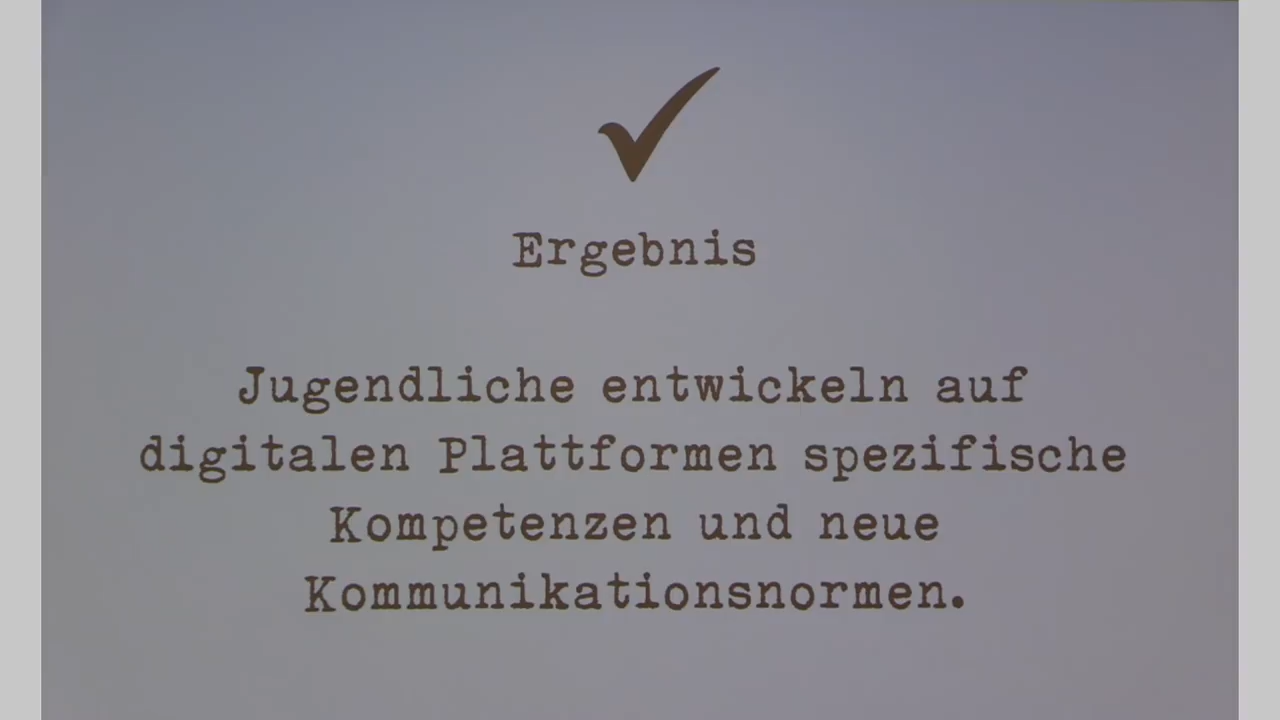 Ergebnis
Jugendliche entwickeln auf
digitalen Plattformen spezifische
Kompetenzen und neue
Kommunikationsnormen.